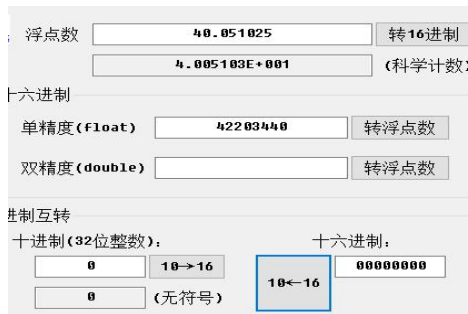 浮点数 40.051025 转16进制
4.005103E+001 (科学计数)
十六进制
单精度(float) 42203440 转浮点数
双精度(double) 转浮点数
进制互转
十进制(32位整数): 十六进制:
0 10→16 10←16 00000000
0 (无符号)